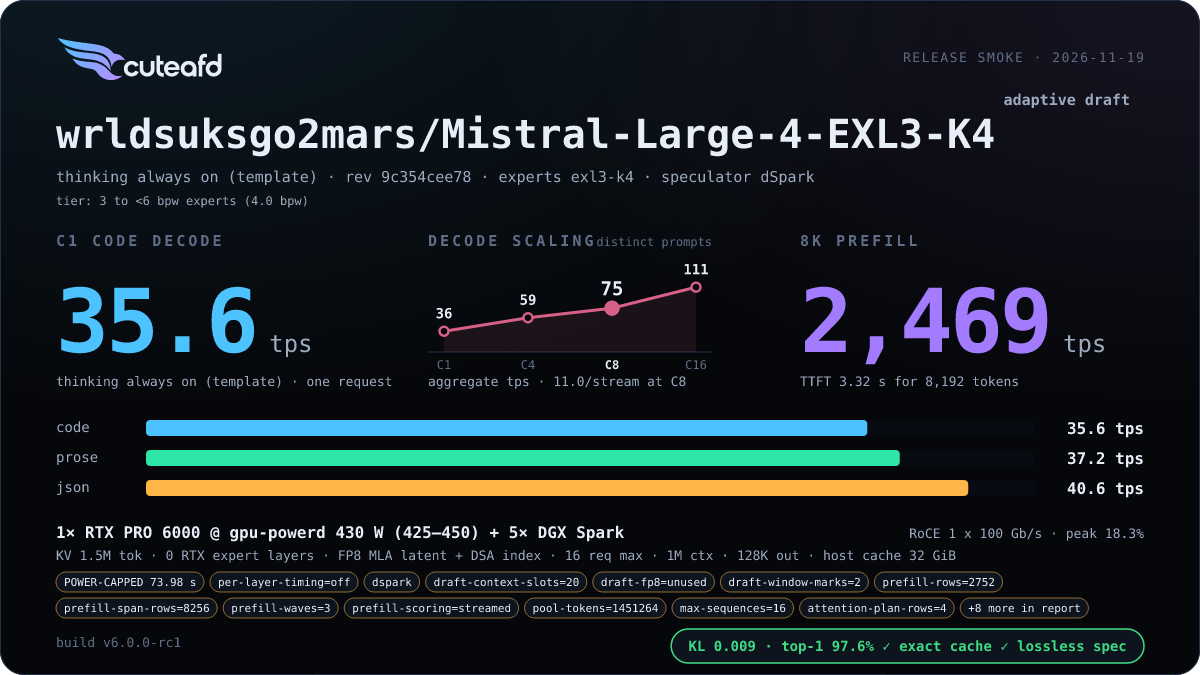 cuteafd
RELEASE SMOKE · 2026-11-19
adaptive draft
wrldsuksgo2mars/Mistral-Large-4-EXL3-K4
thinking always on (template) · rev 9c354cee78 · experts exl3-k4 · speculator dSpark
tier: 3 to <6 bpw experts (4.0 bpw)
C1 CODE DECODE
35.6 tps
thinking always on (template) · one request
DECODE SCALING distinct prompts
36 59 75 111
C1 C4 C8 C16
aggregate tps · 11.0/stream at C8
8K PREFILL
2,469 tps
TTFT 3.32 s for 8,192 tokens
code 35.6 tps
prose 37.2 tps
json 40.6 tps
1× RTX PRO 6000 @ gpu-powerd 430 W (425–450) + 5× DGX Spark
RoCE 1 x 100 Gb/s · peak 18.3%
KV 1.5M tok · 0 RTX expert layers · FP8 MLA latent + DSA index · 16 req max · 1M ctx · 128K out · host cache 32 GiB
POWER-CAPPED 73.98 s per-layer-timing=off dspark draft-context-slots=20 draft-fp8=unused draft-window-marks=2 prefill-rows=2752
prefill-span-rows=8256 prefill-waves=3 prefill-scoring=streamed pool-tokens=1451264 max-sequences=16 attention-plan-rows=4 +8 more in report
build v6.0.0-rc1
KL 0.009 · top-1 97.6% ✓ exact cache ✓ lossless spec